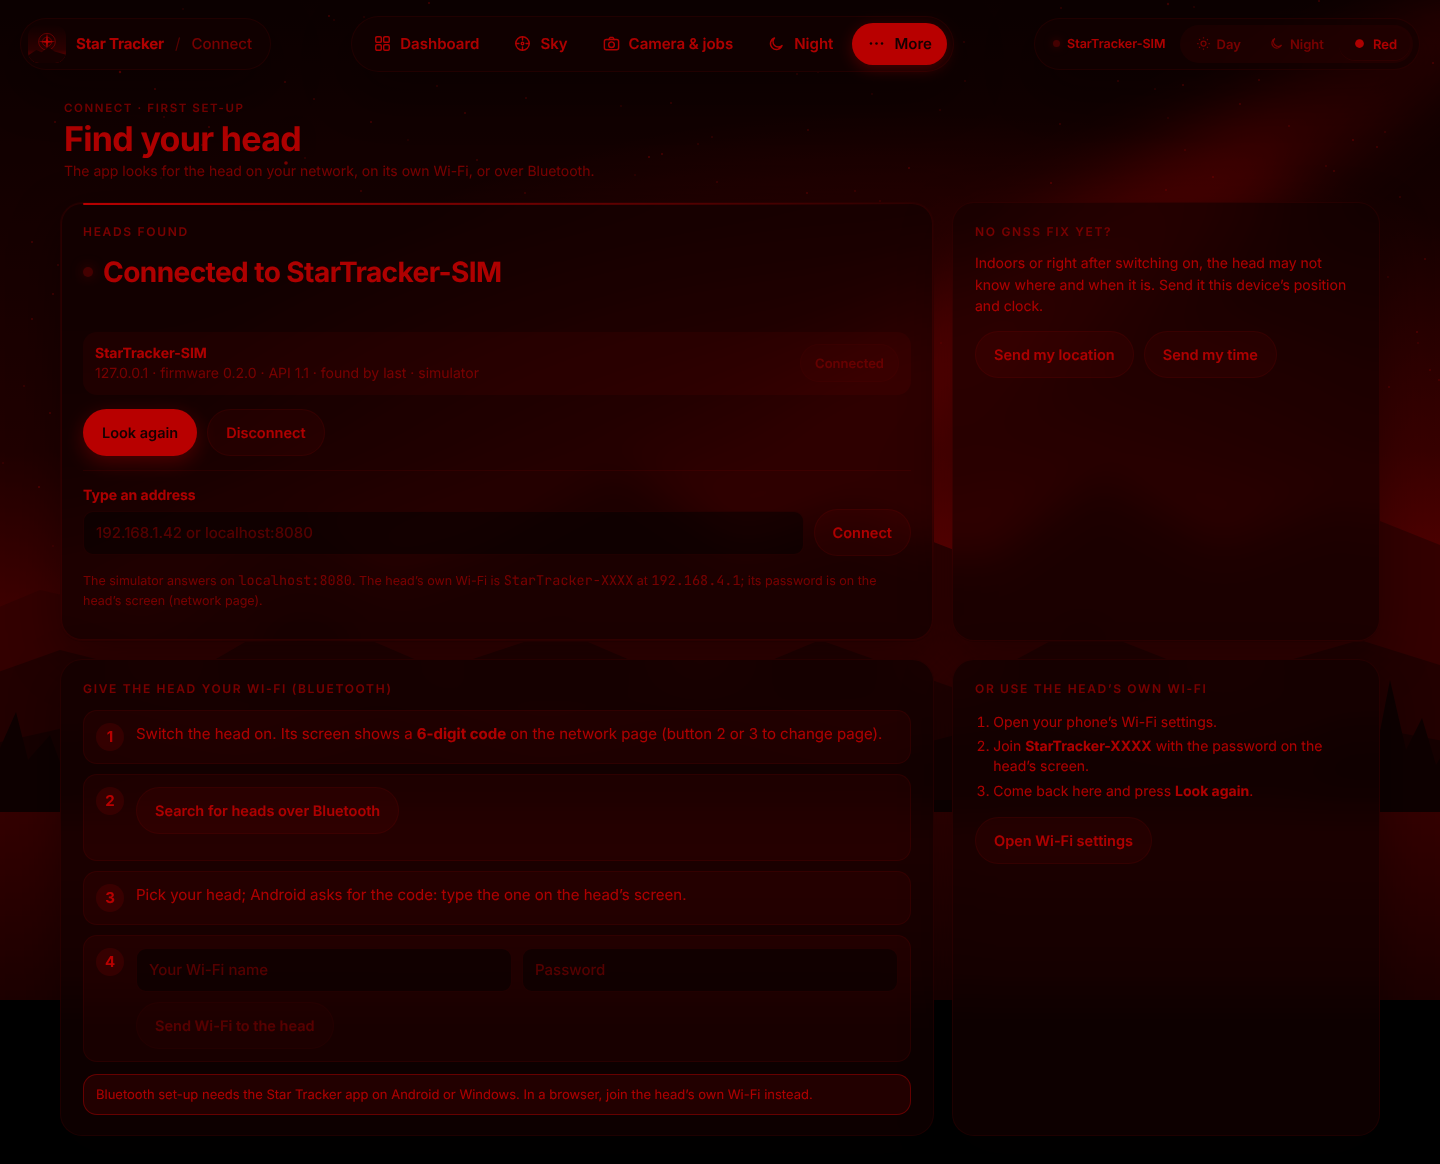 Star Tracker / Connect
Dashboard
Sky
Camera & jobs
Night
More
StarTracker-SIM
Day
Night
Red
CONNECT · FIRST SET-UP
Find your head
The app looks for the head on your network, on its own Wi-Fi, or over Bluetooth.
HEADS FOUND
Connected to StarTracker-SIM
StarTracker-SIM
127.0.0.1 · firmware 0.2.0 · API 1.1 · found by last · simulator
Connected
Look again
Disconnect
Type an address
192.168.1.42 or localhost:8080
Connect
The simulator answers on localhost:8080. The head’s own Wi-Fi is StarTracker-XXXX at 192.168.4.1; its password is on the
head’s screen (network page).
NO GNSS FIX YET?
Indoors or right after switching on, the head may not
know where and when it is. Send it this device’s position
and clock.
Send my location
Send my time
GIVE THE HEAD YOUR WI-FI (BLUETOOTH)
1 Switch the head on. Its screen shows a 6-digit code on the network page (button 2 or 3 to change page).
2 Search for heads over Bluetooth
3 Pick your head; Android asks for the code: type the one on the head’s screen.
4 Your Wi-Fi name
Password
Send Wi-Fi to the head
Bluetooth set-up needs the Star Tracker app on Android or Windows. In a browser, join the head’s own Wi-Fi instead.
OR USE THE HEAD’S OWN WI-FI
1. Open your phone’s Wi-Fi settings.
2. Join StarTracker-XXXX with the password on the
head’s screen.
3. Come back here and press Look again.
Open Wi-Fi settings